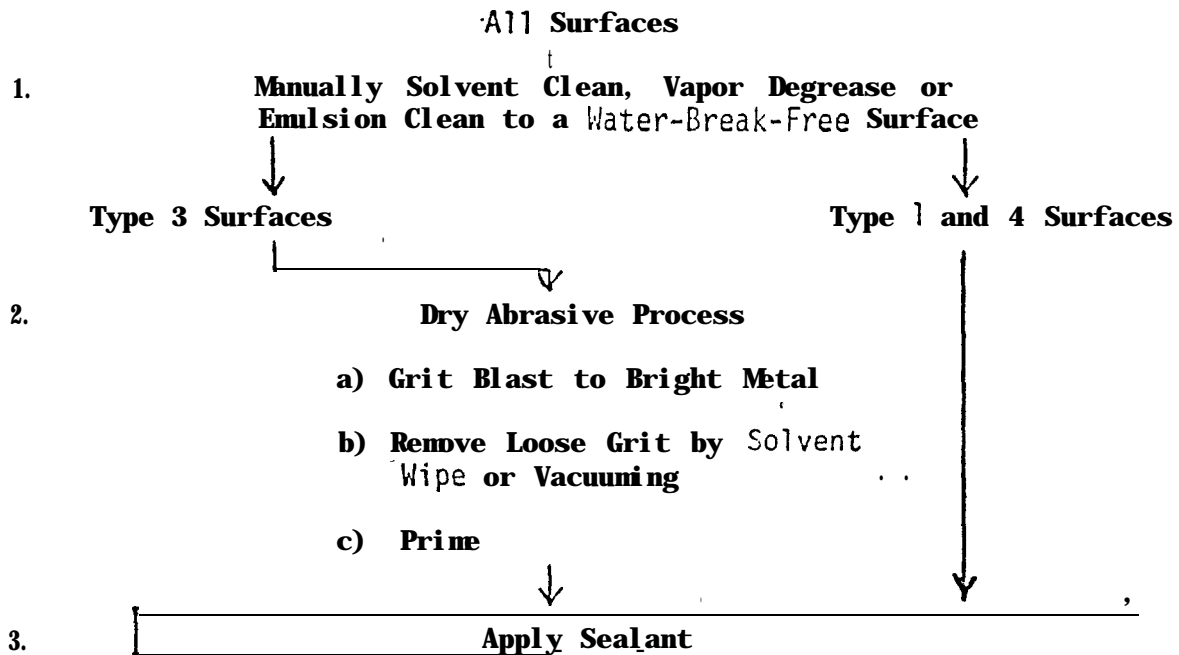 All Surfaces
1. Manually Solvent Clean, Vapor Degrease or
Emulsion Clean to a Water-Break-Free Surface
Type 3 Surfaces Type 1 and 4 Surfaces
2. Dry Abrasive Process
a) Grit Blast to Bright Metal
b) Remove Loose Grit by Solvent
Wipe or Vacuuming
c) Prime
3. Apply Sealant